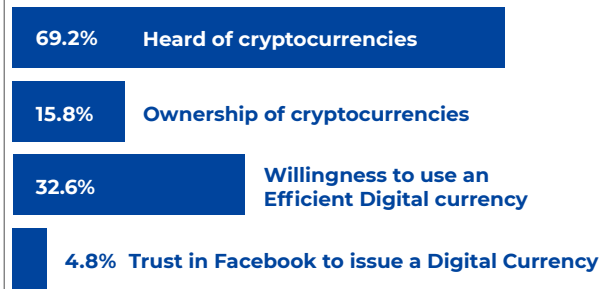 69.2% Heard of cryptocurrencies
15.8% Ownership of cryptocurrencies
32.6% Willingness to use an
Efficient Digital currency
4.8% Trust in Facebook to issue a Digital Currency